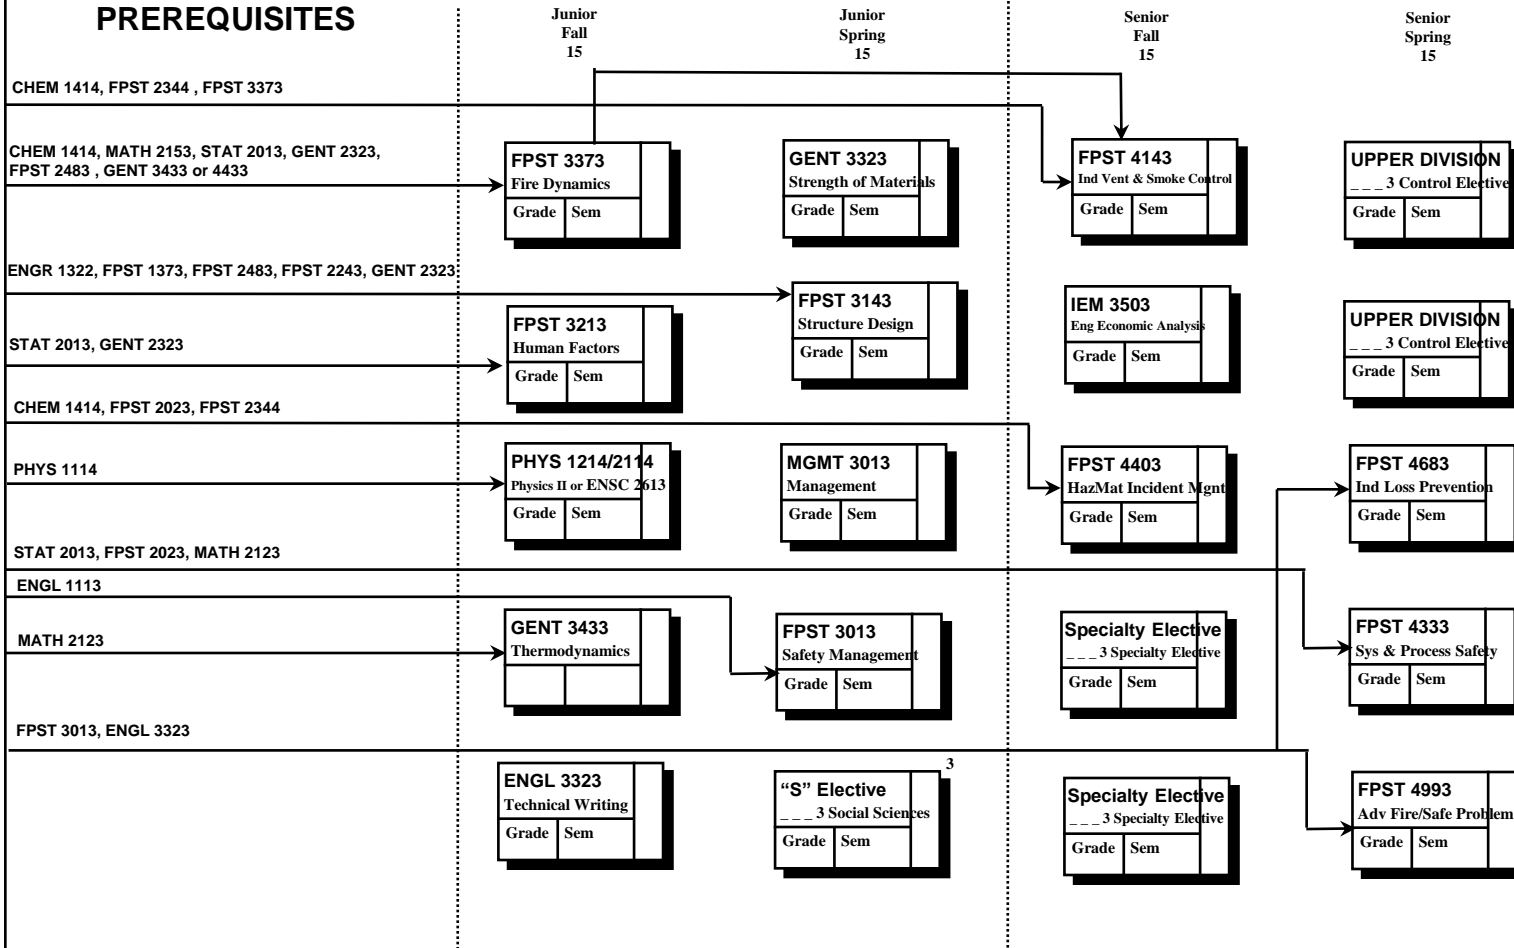 PREREQUISITES
Junior
Fall
15
Junior
Spring
15
Senior
Fall
15
Senior
Spring
15
CHEM 1414, FPST 2344 , FPST 3373
CHEM 1414, MATH 2153, STAT 2013, GENT 2323,
FPST 2483 , GENT 3433 or 4433
FPST 3373
Fire Dynamics
Grade Sem
GENT 3323
Strength of Materials
Grade Sem
FPST 4143
Ind Vent & Smoke Control
Grade Sem
UPPER DIVISION
_ _ _ 3 Control Elective
Grade Sem
ENGR 1322, FPST 1373, FPST 2483, FPST 2243, GENT 2323
STAT 2013, GENT 2323
FPST 3213
Human Factors
Grade Sem
FPST 3143
Structure Design
Grade Sem
IEM 3503
Eng Economic Analysis
Grade Sem
UPPER DIVISION
_ _ _ 3 Control Elective
Grade Sem
CHEM 1414, FPST 2023, FPST 2344
PHYS 1114
PHYS 1214/2114
Physics II or ENSC 2613
Grade Sem
MGMT 3013
Management
Grade Sem
FPST 4403
HazMat Incident Mgnt
Grade Sem
FPST 4683
Ind Loss Prevention
Grade Sem
STAT 2013, FPST 2023, MATH 2123
ENGL 1113
MATH 2123
GENT 3433
Thermodynamics
FPST 3013
Safety Management
Grade Sem
Specialty Elective
_ _ _ 3 Specialty Elective
Grade Sem
FPST 4333
Sys & Process Safety
Grade Sem
FPST 3013, ENGL 3323
ENGL 3323
Technical Writing
Grade Sem
3
“S” Elective
_ _ _ 3 Social Sciences
Grade Sem
Specialty Elective
_ _ _ 3 Specialty Elective
Grade Sem
FPST 4993
Adv Fire/Safe Problem
Grade Sem